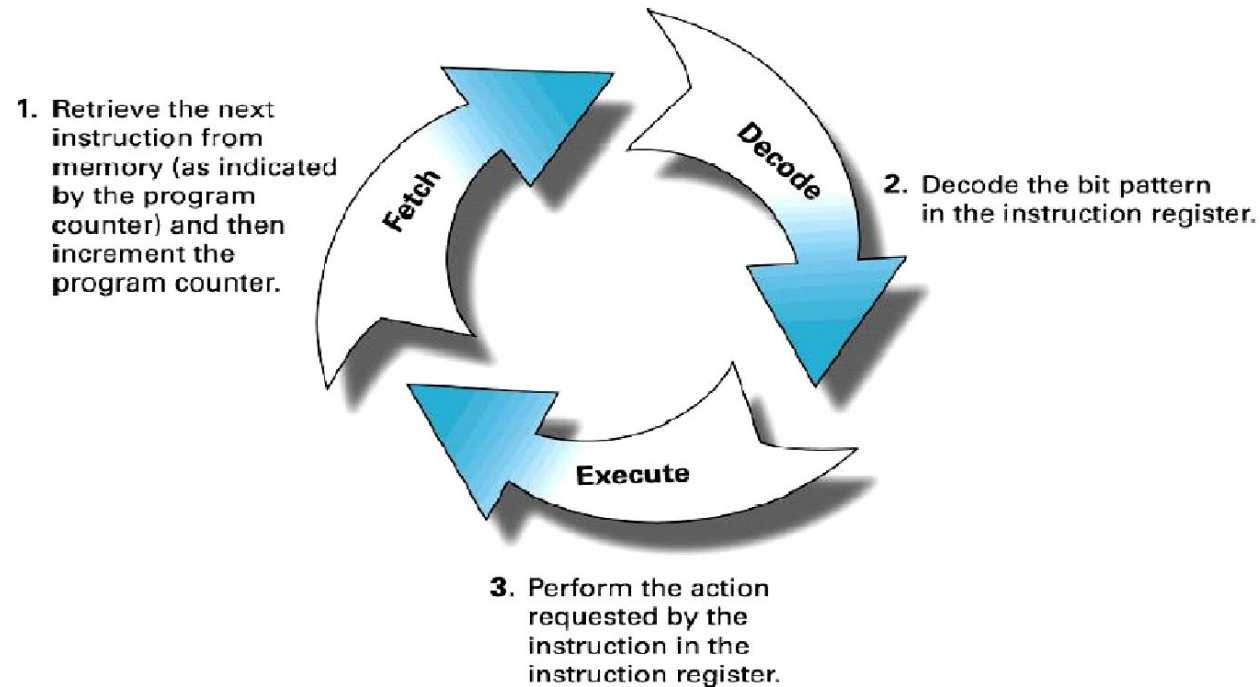 1. Retrieve the next
instruction from
memory (as indicated
by the program
counter) and then
increment the
program counter.
Fetch
Decode
2. Decode the bit pattern
in the instruction register.
Execute
3. Perform the action
requested by the
instruction in the
instruction register.